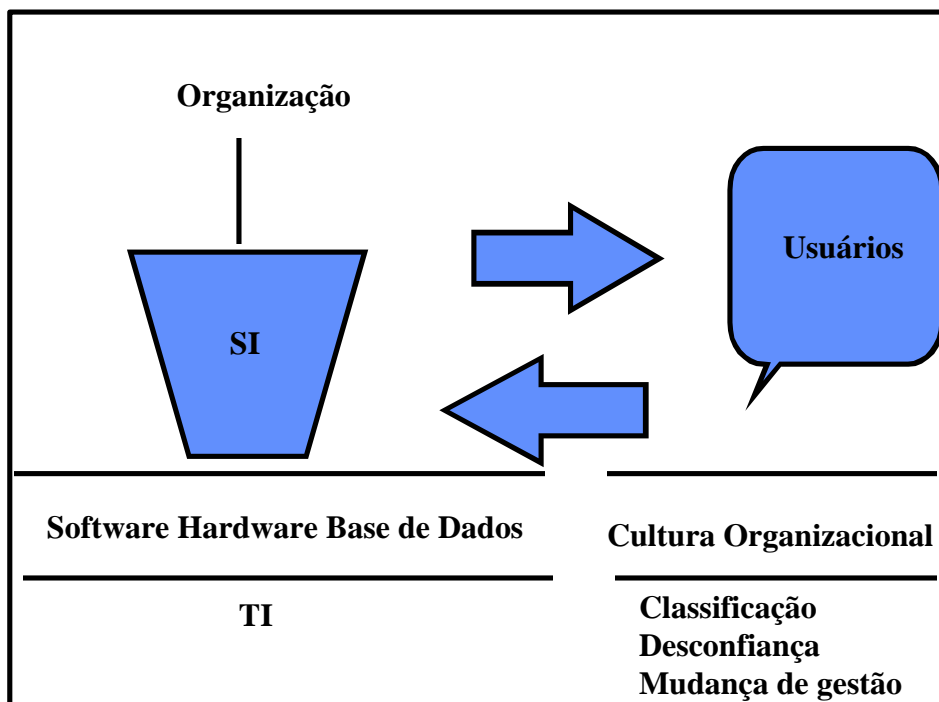 Organização
SI
Usuários
Software Hardware Base de Dados
TI
Cultura Organizacional
Classificação
Desconfiança
Mudança de gestão